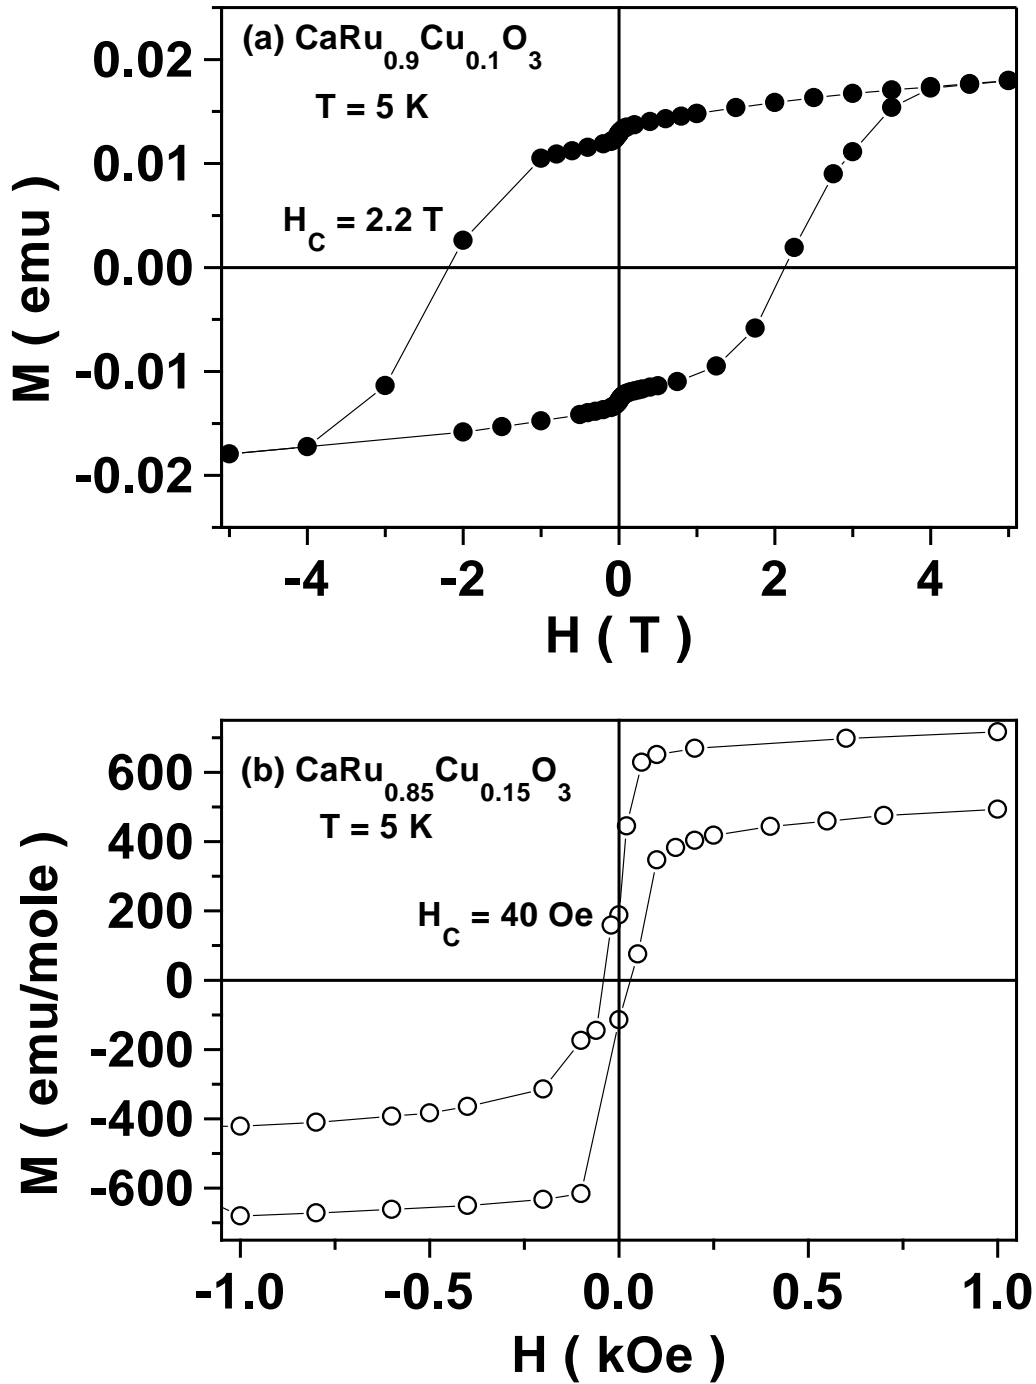 (a) CaRu0.9Cu0.1O3
T = 5 K
HC = 2.2 T
M ( emu )
0.02
0.01
0.00
-0.01
-0.02
-4 -2 0 2 4
H ( T )
(b) CaRu0.85Cu0.15O3
T = 5 K
HC = 40 Oe
M ( emu/mole )
600
400
200
0
-200
-400
-600
-1.0 -0.5 0.0 0.5 1.0
H ( kOe )